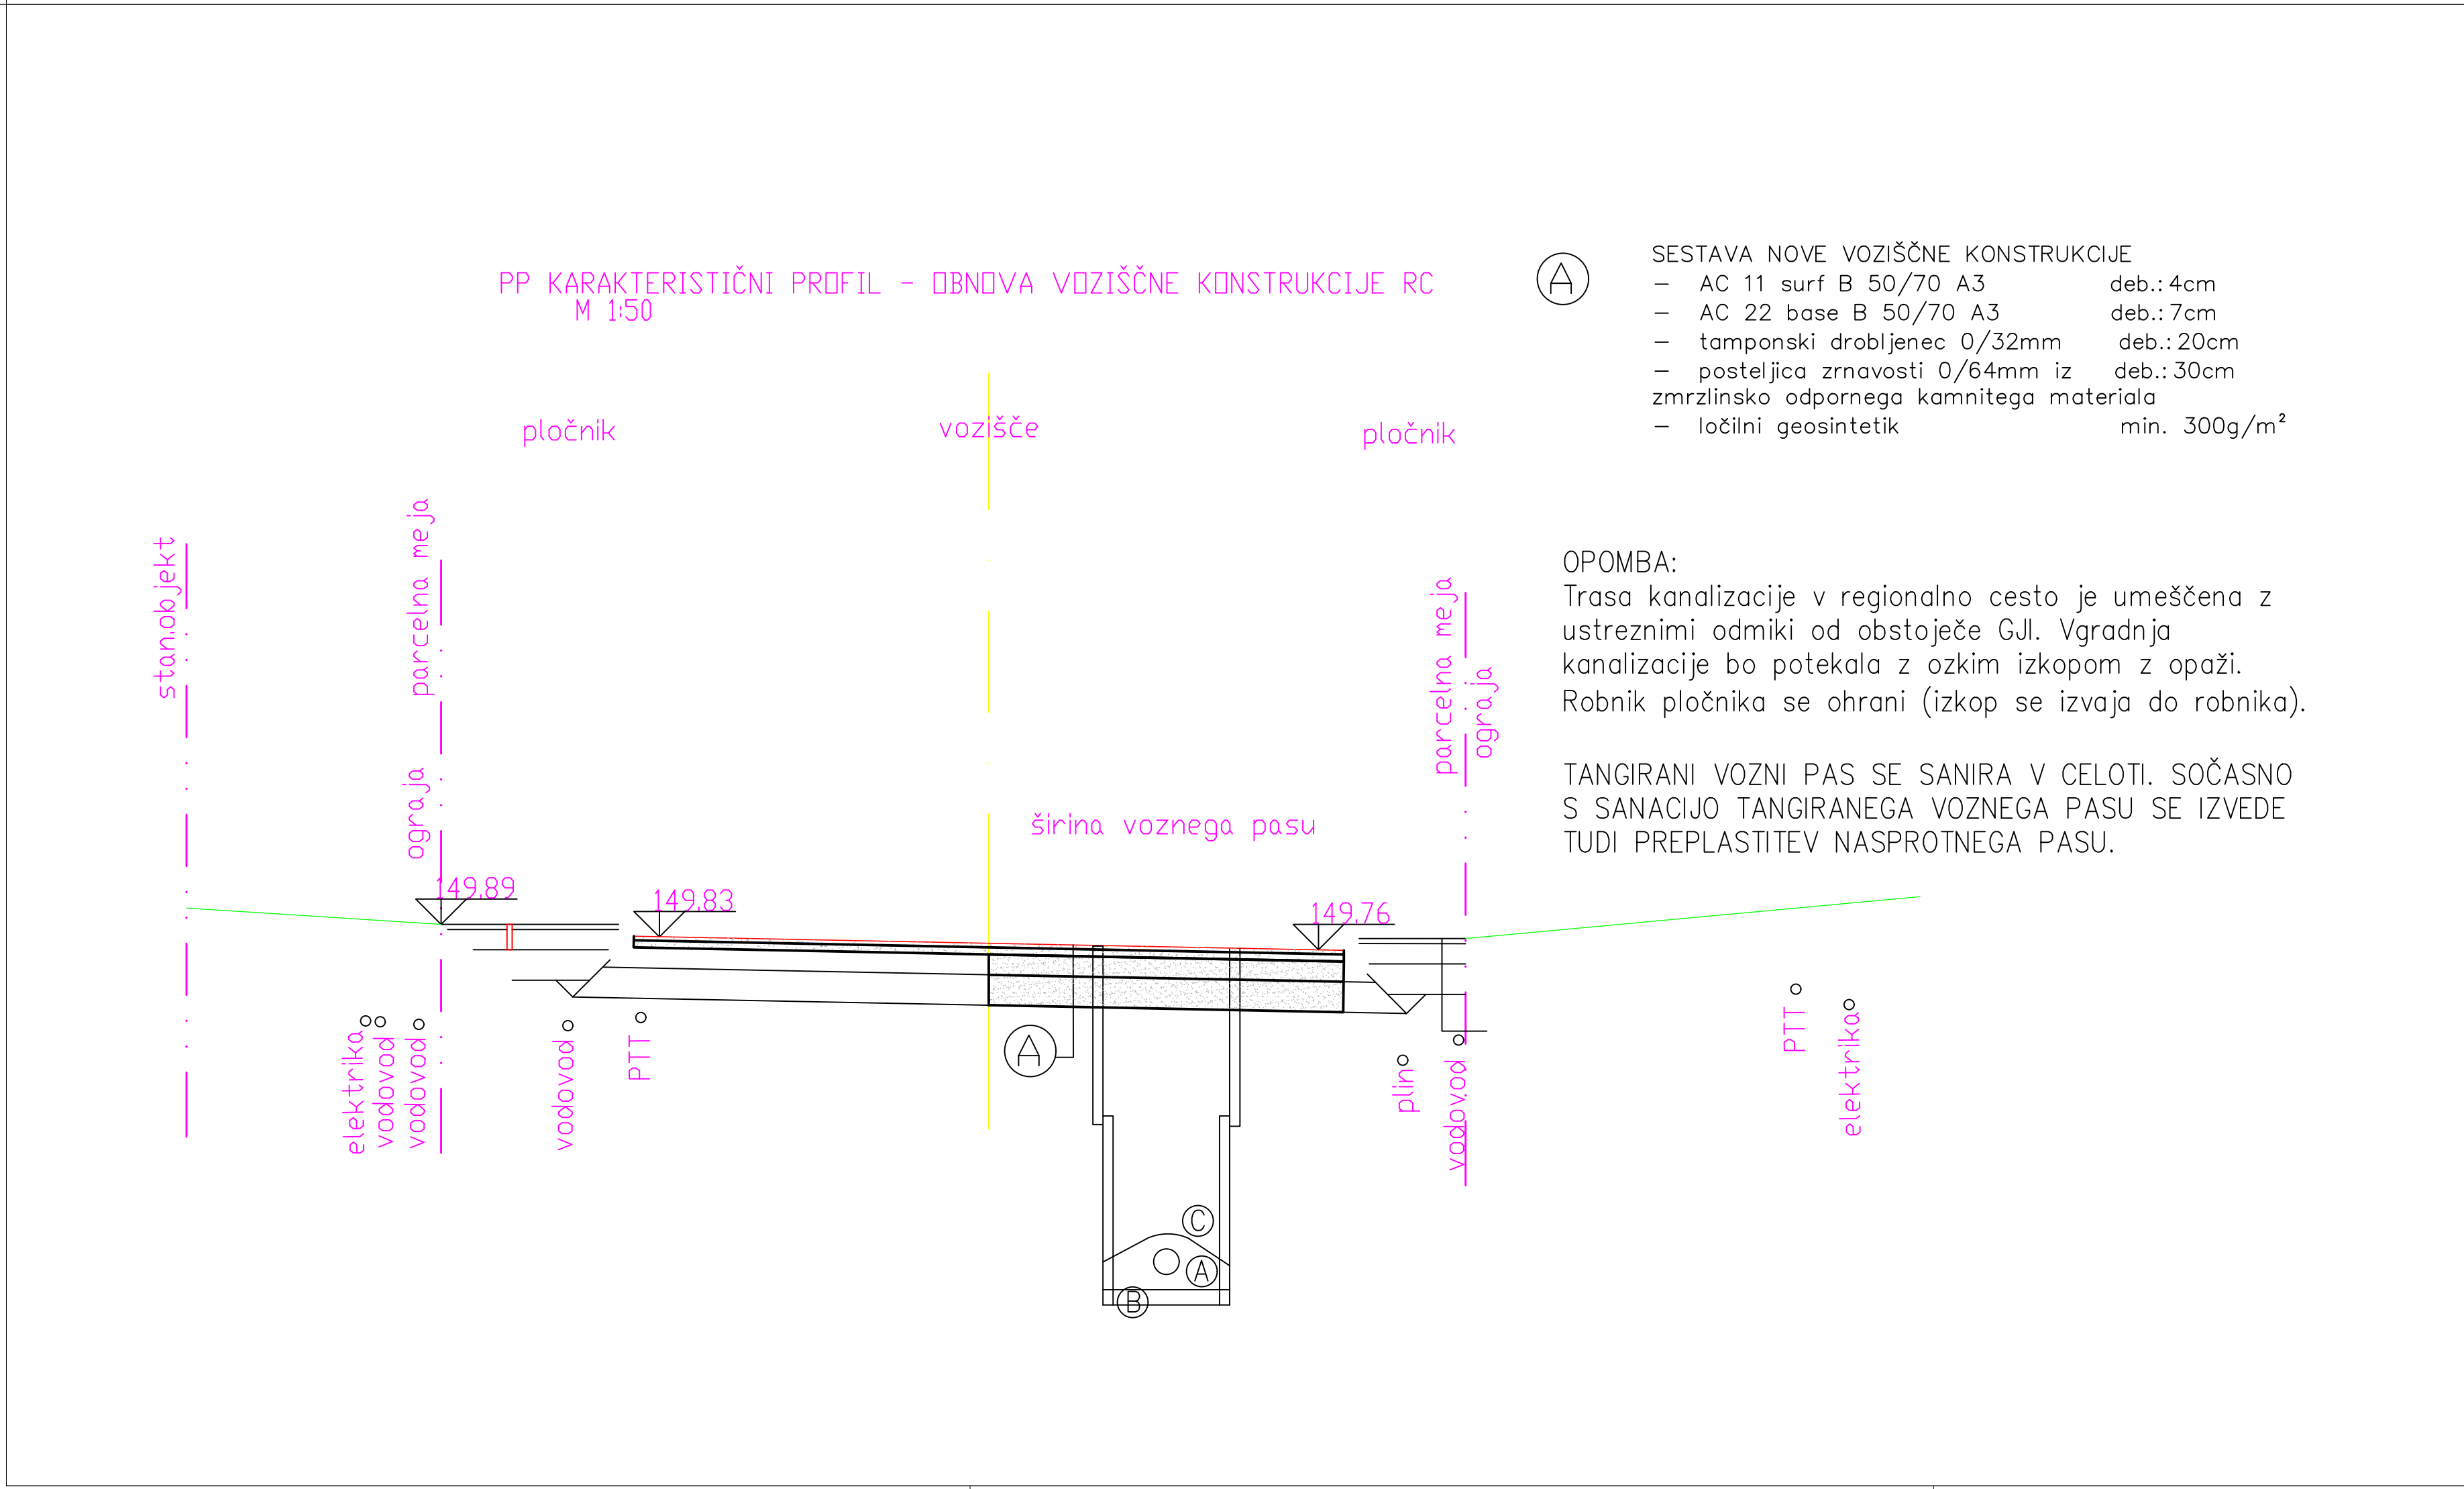 PP KARAKTERISTIČNI PROFIL - OBNOVA VOZIŠČNE KONSTRUKCIJE RC
M 1:50
A
SESTAVA NOVE VOZIŠČNE KONSTRUKCIJE
- AC 11 surf B 50/70 A3 deb.: 4cm
- AC 22 base B 50/70 A3 deb.: 7cm
- tamponski drobljenec 0/32mm deb.: 20cm
- posteljica zrnavosti 0/64mm iz deb.: 30cm
zmrzlinsko odpornega kamnitega materiala
- ločilni geosintetik min. 300g/m²
pločnik
vozišče
pločnik
OPOMBA:
Trasa kanalizacije v regionalno cesto je umeščena z
ustreznimi odmiki od obstoječe GJI. Vgradnja
kanalizacije bo potekala z ozkim izkopom z opaži.
Robnik pločnika se ohrani (izkop se izvaja do robnika).
TANGIRANI VOZNI PAS SE SANIRA V CELOTI. SOČASNO
S SANACIJO TANGIRANEGA VOZNEGA PASU SE IZVEDE
TUDI PREPLASTITEV NASPROTNEGA PASU.
stan.objekt
parcelna meja
ograja
parcelna meja
ograja
širina voznega pasu
149.89
149.83
149.76
elektrika
vodovod
vodovod
vodovod
PTT
A
plin
vodovod
PTT
elektrika
C
A
B